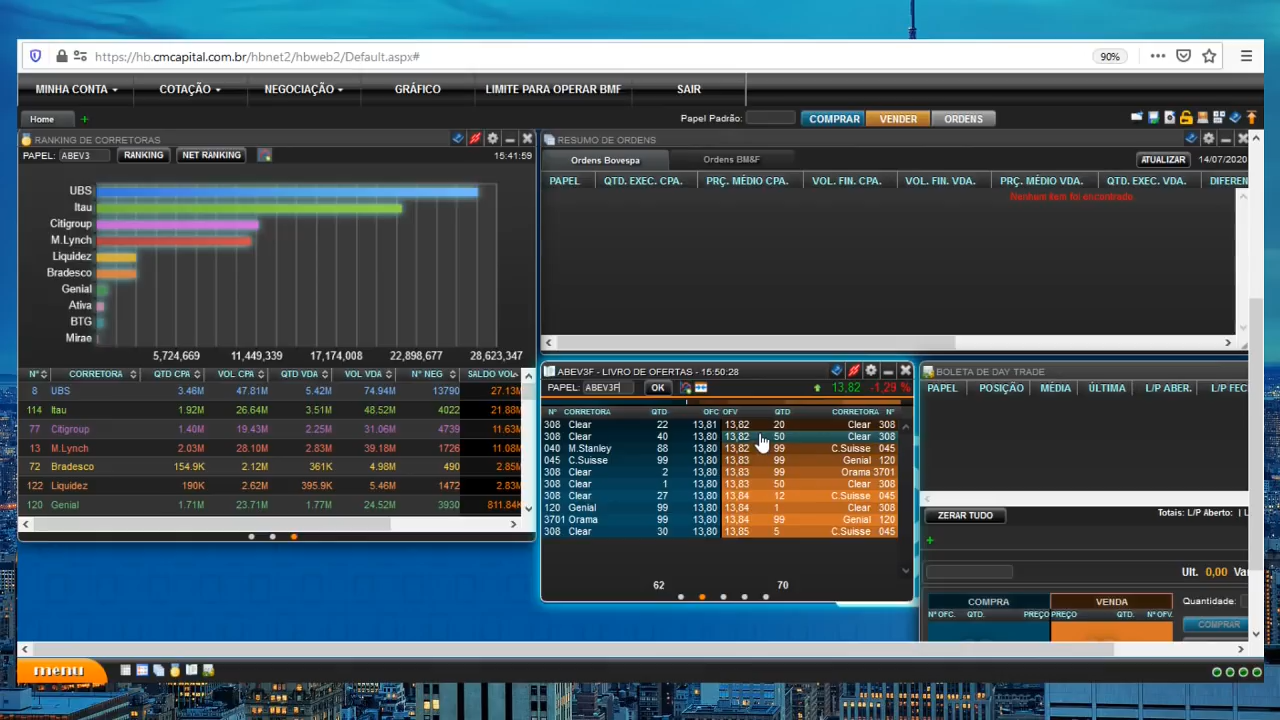 https://hb.cmcapital.com.br/hbnet2/hbweb2/Default.aspx#
90%
MINHA CONTA
COTAÇÃO
NEGOCIAÇÃO
GRÁFICO
LIMITE PARA OPERAR BMF
SAIR
Home
Papel Padrão:
COMPRAR
VENDER
ORDENS
RANKING DE CORRETORAS
PAPEL: ABEV3
RANKING
NET RANKING
15:41:59
UBS
Itau
Citigroup
M.Lynch
Liquidez
Bradesco
Genial
Ativa
BTG
Mirae
5,724,669 11,449,339 17,174,008 22,898,677 28,623,347
Nº CORRETORA QTD CPA VOL CPA QTD VDA VOL VDA Nº NEG SALDO VOL
8 UBS 3.46M 47.81M 5.42M 74.94M 13790 27.13M
114 Itau 1.92M 26.64M 3.51M 48.52M 4022 21.88M
77 Citigroup 1.40M 19.43M 2.25M 31.06M 4739 11.63M
13 M.Lynch 2.03M 28.10M 2.83M 39.18M 1726 11.08M
72 Bradesco 154.9K 2.12M 361K 4.98M 490 2.85M
122 Liquidez 190K 2.62M 395.9K 5.46M 1472 2.83M
120 Genial 1.71M 23.71M 1.77M 24.52M 3930 811.84K
RESUMO DE ORDENS
Ordens Bovespa
Ordens BM&F
ATUALIZAR
14/07/2020
PAPEL QTD. EXEC. CPA. PRÇ. MÉDIO CPA. VOL. FIN. CPA. VOL. FIN. VDA. PRÇ. MÉDIO VDA. QTD. EXEC. VDA. DIFEREN
Nenhum item foi encontrado.
ABEV3F - LIVRO DE OFERTAS - 15:50:28
PAPEL: ABEV3F
OK
13,82 -1,29 %
Nº CORRETORA QTD OFC OFV QTD CORRETORA Nº
308 Clear 22 13,81 13,82 20 Clear 308
308 Clear 40 13,80 13,82 50 Clear 308
040 M.Stanley 88 13,80 13,82 99 C.Suisse 045
045 C.Suisse 99 13,80 13,83 99 Genial 120
308 Clear 2 13,80 13,83 99 Orama 3701
308 Clear 1 13,80 13,83 50 Clear 308
308 Clear 27 13,80 13,84 12 C.Suisse 045
120 Genial 99 13,80 13,84 1 Clear 308
3701 Orama 99 13,80 13,84 99 Genial 120
308 Clear 30 13,80 13,85 5 C.Suisse 045
62 70
BOLETA DE DAY TRADE
PAPEL POSIÇÃO MÉDIA ÚLTIMA L/P ABER. L/P FEC
ZERAR TUDO
Totais: L/P Aberto: | L
Ult. 0,00 Var
COMPRA
VENDA
Quantidade:
Nº OFC. QTD. PREÇO PREÇO QTD. Nº OFV.
COMPRAR
menu